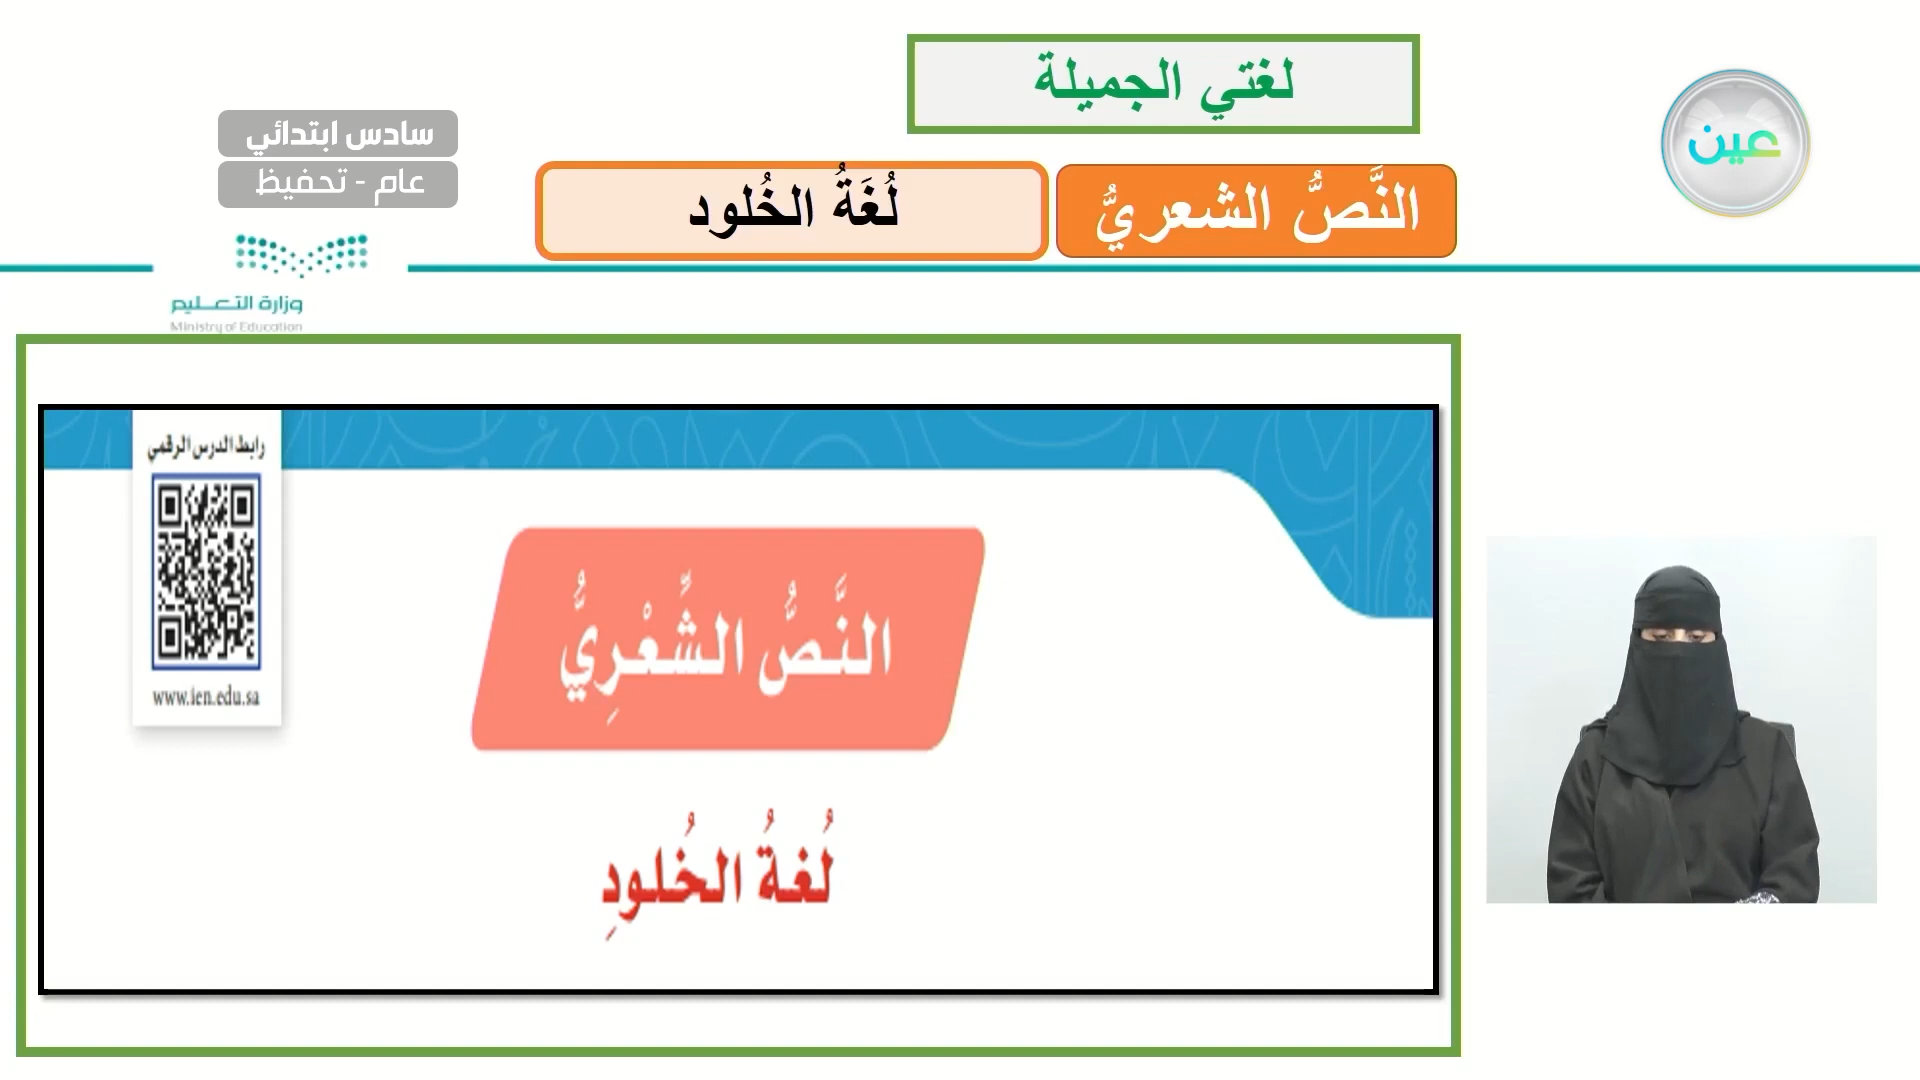 لغتي الجميلة
عين
سادس ابتدائي
عام - تحفيظ
النَّصُّ الشعريُّ
لُغَةُ الخُلود
وزارة التعليم
Ministry of Education
رابط الدرس الرقمي
www.ien.edu.sa
النَّصُّ الشِّعْرِيُّ
لُغةُ الخُلودِ